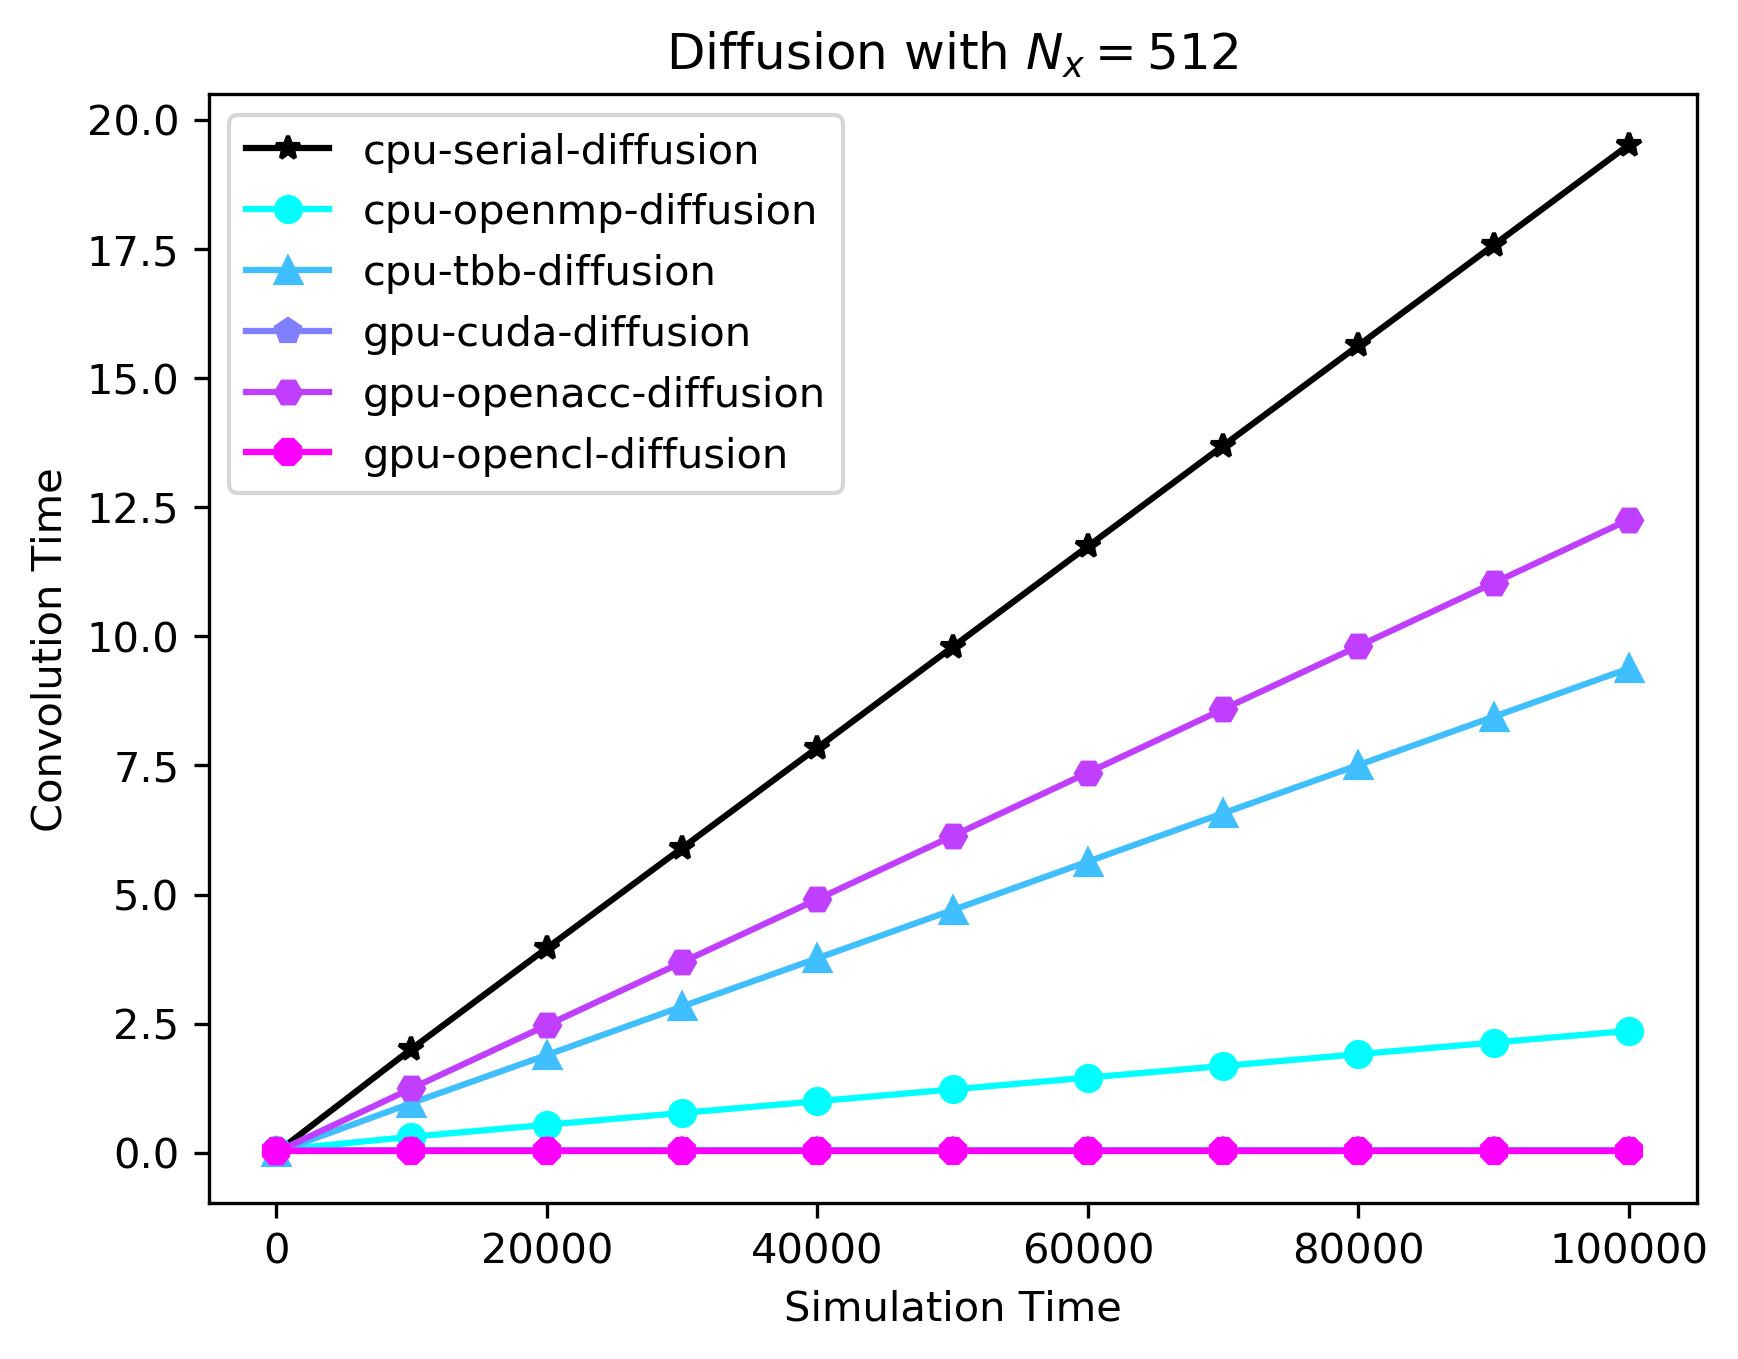 Diffusion with Nₓ = 512
20.0
17.5
15.0
12.5
10.0
7.5
5.0
2.5
0.0
Convolution Time
cpu-serial-diffusion
cpu-openmp-diffusion
cpu-tbb-diffusion
gpu-cuda-diffusion
gpu-openacc-diffusion
gpu-opencl-diffusion
0 20000 40000 60000 80000 100000
Simulation Time